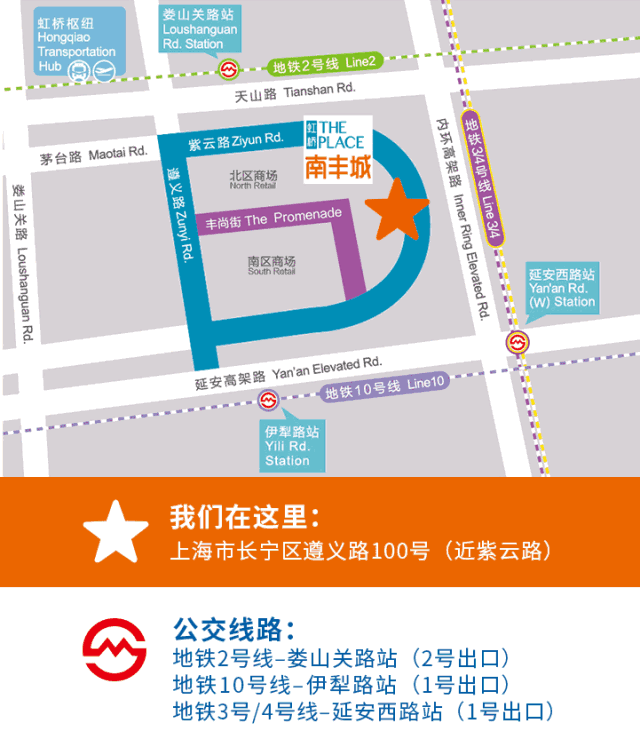 虹桥枢纽
Hongqiao
Transportation
Hub
娄山关路站
Loushanguan
Rd. Station
地铁2号线 Line2
天山路 Tianshan Rd.
茅台路 Maotai Rd.
紫云路 Ziyun Rd.
虹桥 THE
PLACE
南丰城
北区商场
North Retail
遵义路 Zunyi Rd.
丰尚街 The Promenade
南区商场
South Retail
娄山关路 Loushanguan Rd.
内环高架路 Inner Ring Elevated Rd.
地铁3/4号线 Line 3/4
延安西路站
Yan'an Rd.
(W) Station
延安高架路 Yan'an Elevated Rd.
地铁10号线 Line10
伊犁路站
Yili Rd.
Station
我们在这里：
上海市长宁区遵义路100号（近紫云路）
公交线路：
地铁2号线–娄山关路站（2号出口）
地铁10号线–伊犁路站（1号出口）
地铁3号/4号线–延安西路站（1号出口）